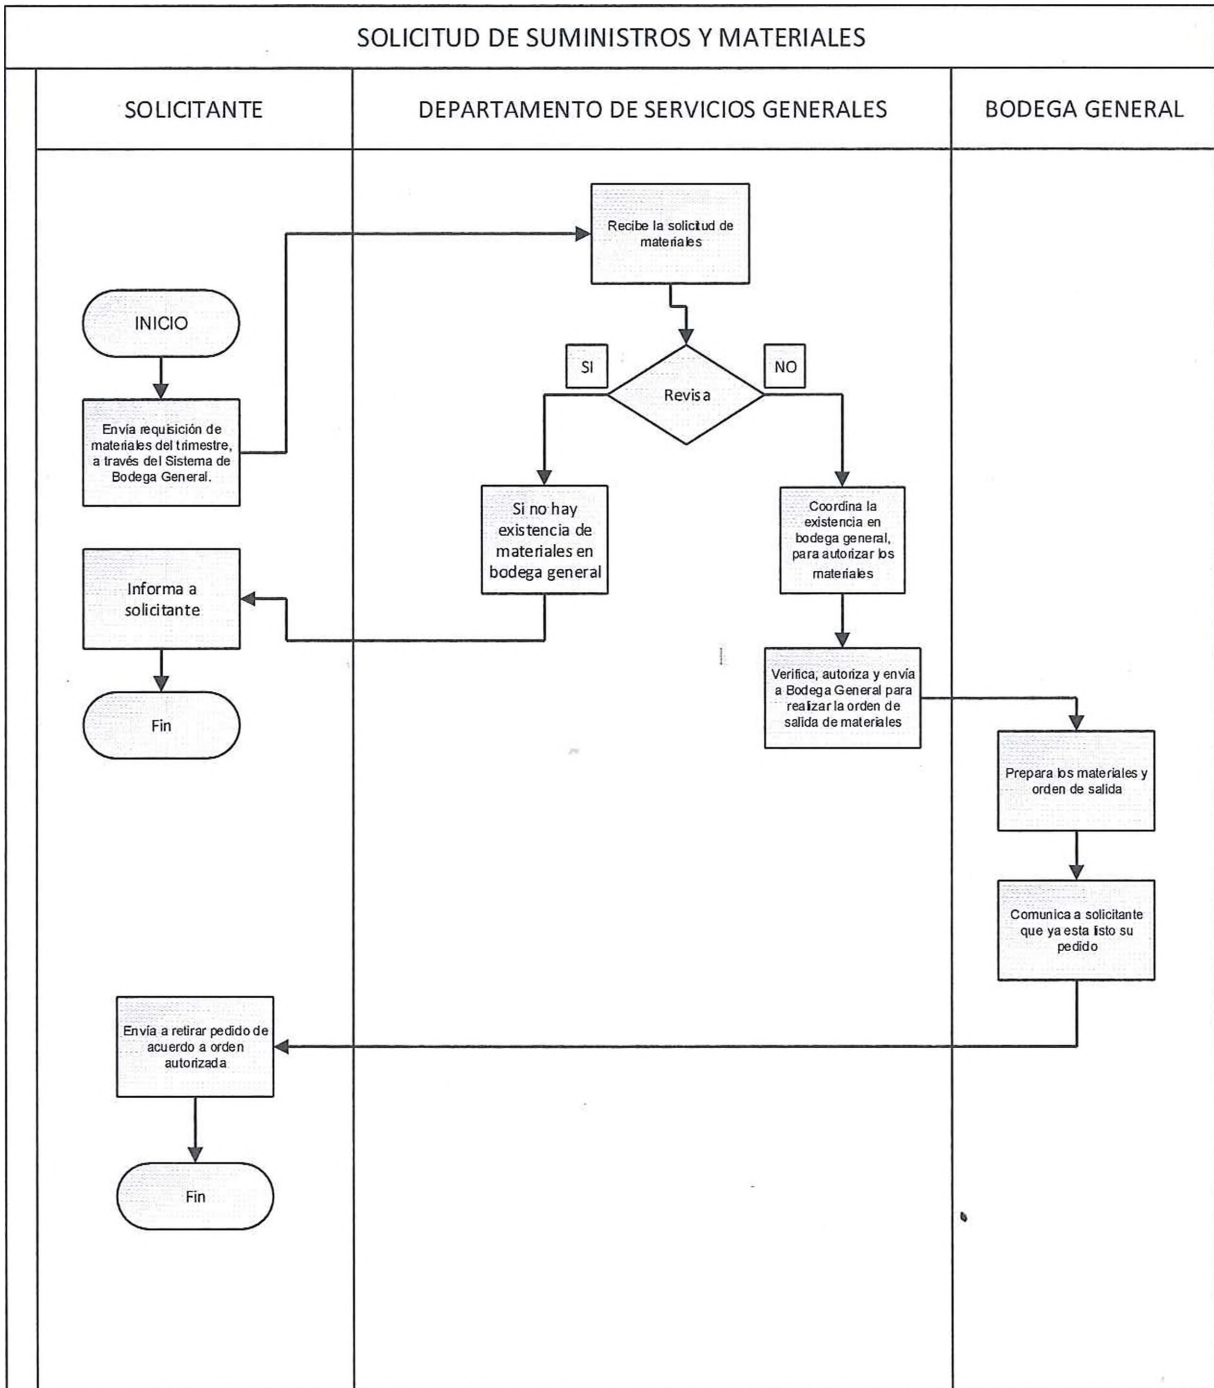 SOLICITUD DE SUMINISTROS Y MATERIALES
SOLICITANTE
DEPARTAMENTO DE SERVICIOS GENERALES
BODEGA GENERAL
Recibe la solicitud de
materiales
INICIO
SI
NO
Revisa
Envía requisición de
materiales del trimestre,
a través del Sistema de
Bodega General.
Si no hay
existencia de
materiales en
bodega general
Coordina la
existencia en
bodega general,
para autorizar los
materiales
Informa a
solicitante
Verifica, autoriza y envía
a Bodega General para
realizar la orden de
salida de materiales
Fin
Prepara los materiales y
orden de salida
Comunica a solicitante
que ya esta listo su
pedido
Envía a retirar pedido de
acuerdo a orden
autorizada
Fin